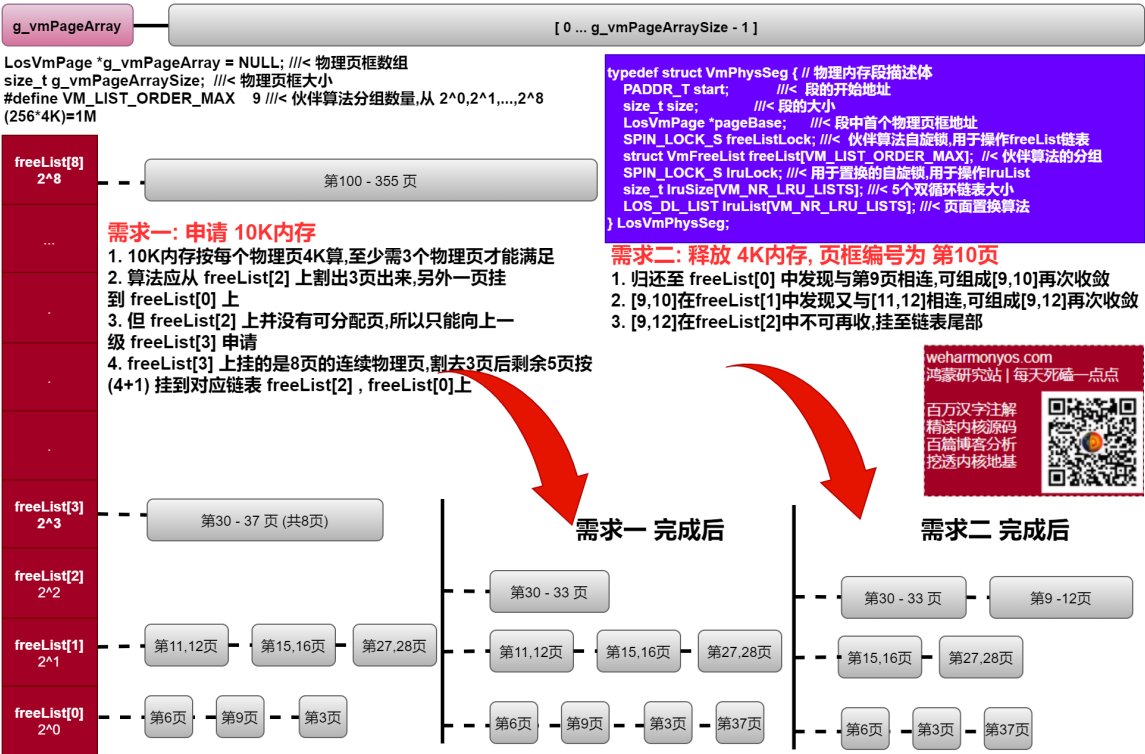 g_vmPageArray
[ 0 ... g_vmPageArraySize - 1 ]
LosVmPage *g_vmPageArray = NULL; ///< 物理页框数组
size_t g_vmPageArraySize;  ///< 物理页框大小
#define VM_LIST_ORDER_MAX    9 ///< 伙伴算法分组数量,从 2^0,2^1,...,2^8
(256*4K)=1M
typedef struct VmPhysSeg { // 物理内存段描述体
PADDR_T start;            ///<  段的开始地址
size_t size;              ///< 段的大小
LosVmPage *pageBase;      ///< 段中首个物理页框地址
SPIN_LOCK_S freeListLock; ///<  伙伴算法自旋锁,用于操作freeList链表
struct VmFreeList freeList[VM_LIST_ORDER_MAX];  //< 伙伴算法的分组
SPIN_LOCK_S lruLock; ///< 用于置换的自旋锁,用于操作lruList
size_t lruSize[VM_NR_LRU_LISTS]; ///< 5个双循环链表大小
LOS_DL_LIST lruList[VM_NR_LRU_LISTS]; ///< 页面置换算法
} LosVmPhysSeg;
freeList[8]
2^8
第100 - 355 页
...
.
.
.
需求一: 申请 10K内存
1. 10K内存按每个物理页4K算,至少需3个物理页才能满足
2. 算法应从 freeList[2] 上割出3页出来,另外一页挂
到 freeList[0] 上
3. 但 freeList[2] 上并没有可分配页,所以只能向上一
级 freeList[3] 申请
4. freeList[3] 上挂的是8页的连续物理页,割去3页后剩余5页按
(4+1) 挂到对应链表 freeList[2] , freeList[0]上
需求二: 释放 4K内存, 页框编号为 第10页
1. 归还至 freeList[0] 中发现与第9页相连,可组成[9,10]再次收敛
2. [9,10]在freeList[1]中发现又与[11,12]相连,可组成[9,12]再次收敛
3. [9,12]在freeList[2]中不可再收,挂至链表尾部
weharmonyos.com
鸿蒙研究站 | 每天死磕一点点
百万汉字注解
精读内核源码
百篇博客分析
挖透内核地基
freeList[3]
2^3
第30 - 37 页 (共8页)
需求一 完成后
需求二 完成后
freeList[2]
2^2
第30 - 33 页
第30 - 33 页
第9 -12页
freeList[1]
2^1
第11,12页
第15,16页
第27,28页
第11,12页
第15,16页
第27,28页
第15,16页
第27,28页
freeList[0]
2^0
第6页
第9页
第3页
第6页
第9页
第3页
第37页
第6页
第3页
第37页